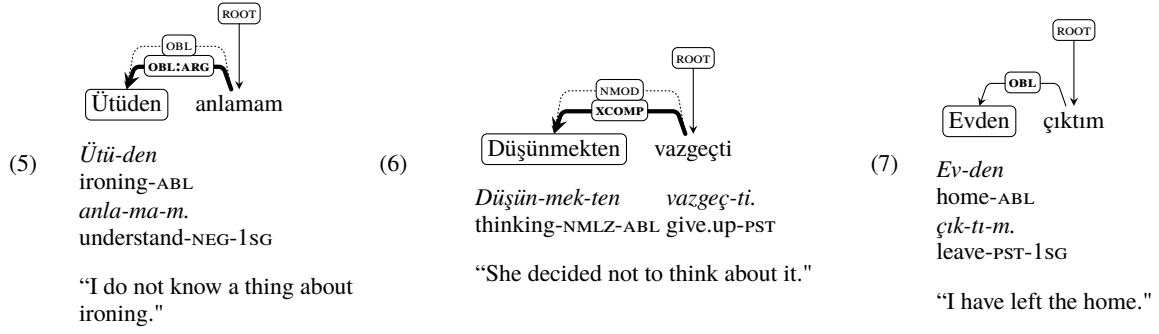 ROOT
OBL
OBL:ARG
Ütüden anlamam
(5)
Ütü-den
ironing-ABL
anla-ma-m.
understand-NEG-1SG
“I do not know a thing about
ironing."
ROOT
NMOD
XCOMP
Düşünmekten vazgeçti
(6)
Düşün-mek-ten vazgeç-ti.
thinking-NMLZ-ABL give.up-PST
“She decided not to think about it."
ROOT
OBL
Evden çıktım
(7)
Ev-den
home-ABL
çık-tı-m.
leave-PST-1SG
“I have left the home."